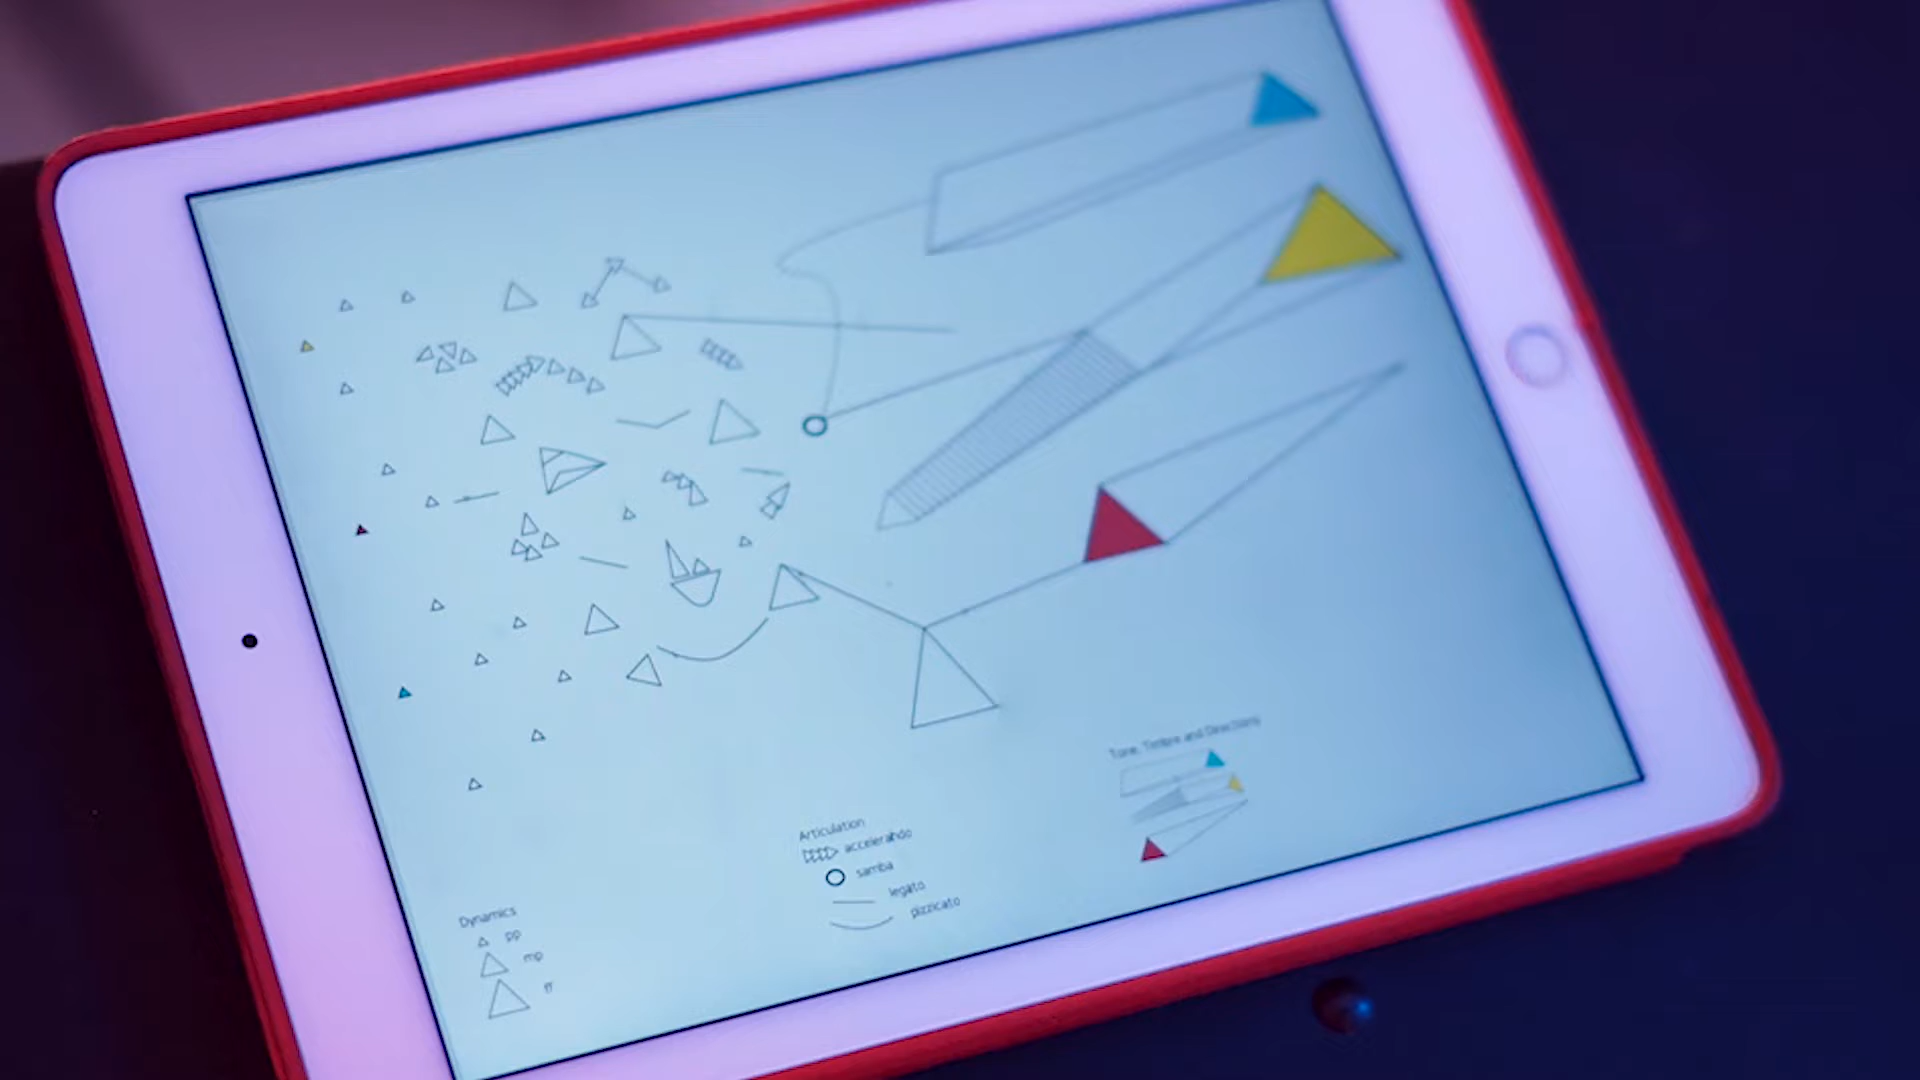 Tone, Timbre and Directions
Articulation
accelerando
samba
legato
pizzicato
Dynamics
pp
mp
ff